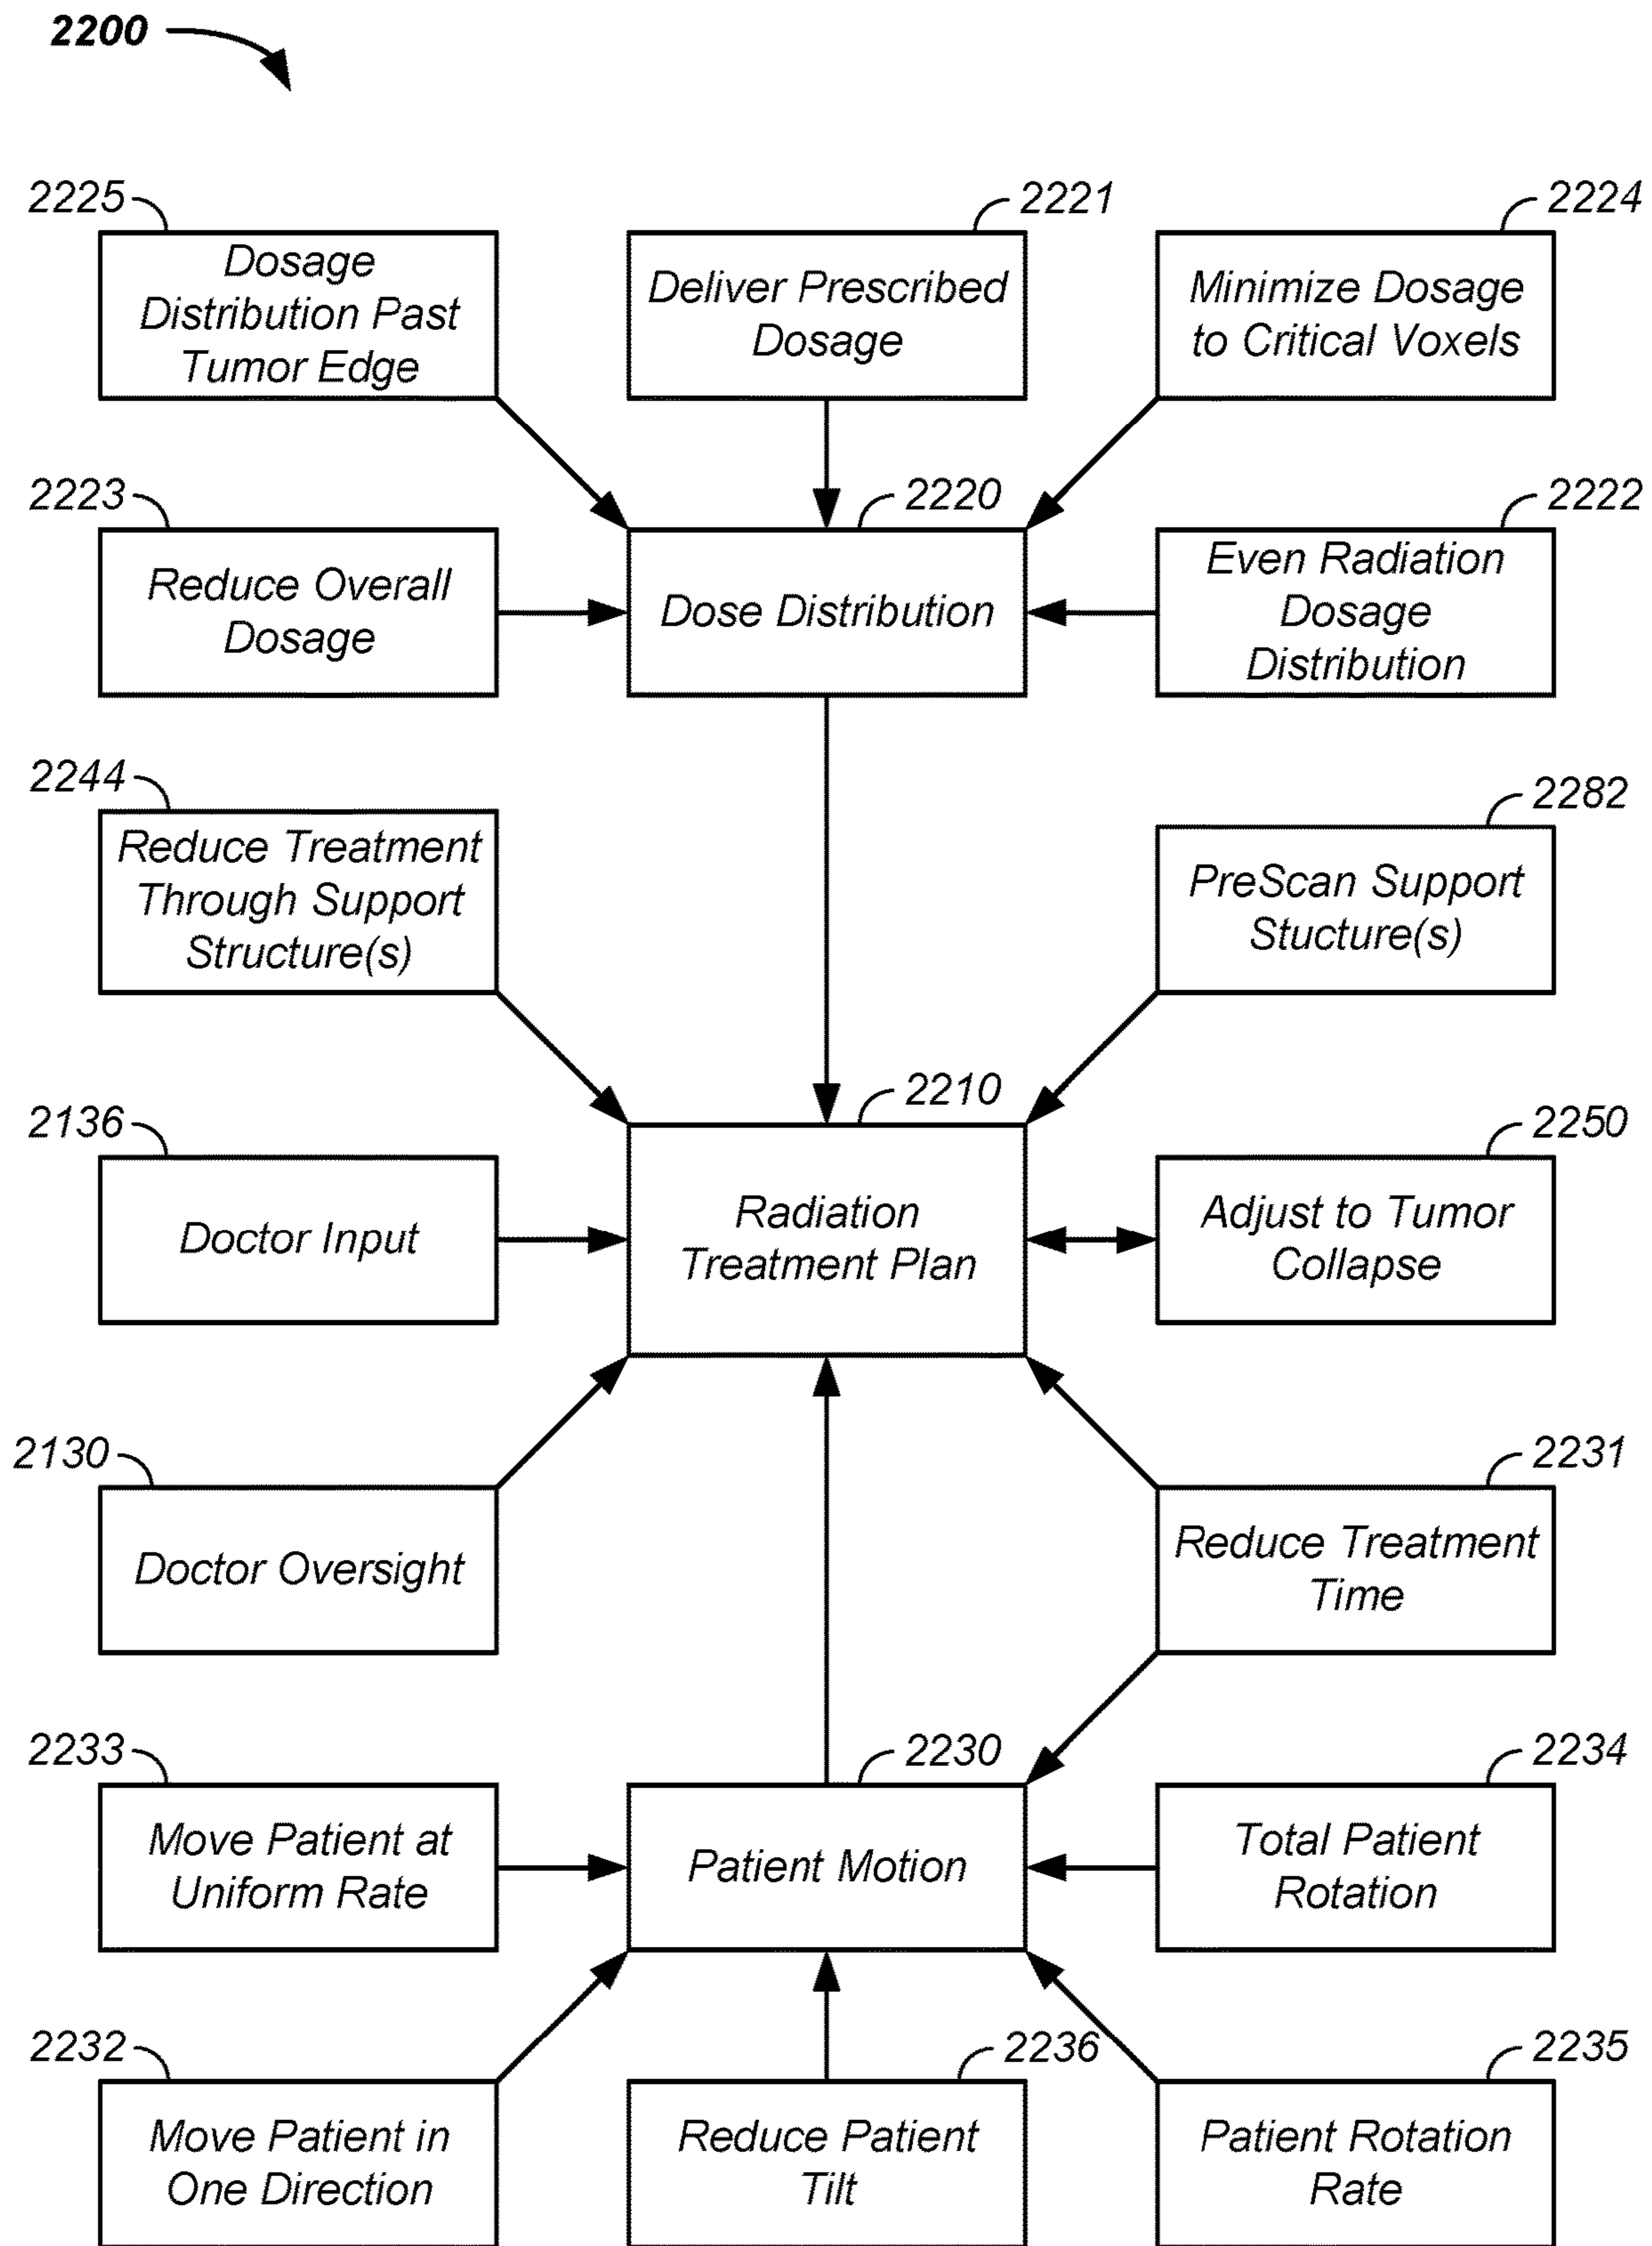 2200
2225
2221
2224
Dosage
Distribution Past
Tumor Edge
Deliver Prescribed
Dosage
Minimize Dosage
to Critical Voxels
2223
2220
2222
Reduce Overall
Dosage
Dose Distribution
Even Radiation
Dosage
Distribution
2244
2282
Reduce Treatment
Through Support
Structure(s)
PreScan Support
Stucture(s)
2210
2136
2250
Doctor Input
Radiation
Treatment Plan
Adjust to Tumor
Collapse
2130
2231
Doctor Oversight
Reduce Treatment
Time
2233
2230
2234
Move Patient at
Uniform Rate
Patient Motion
Total Patient
Rotation
2232
2236
2235
Move Patient in
One Direction
Reduce Patient
Tilt
Patient Rotation
Rate